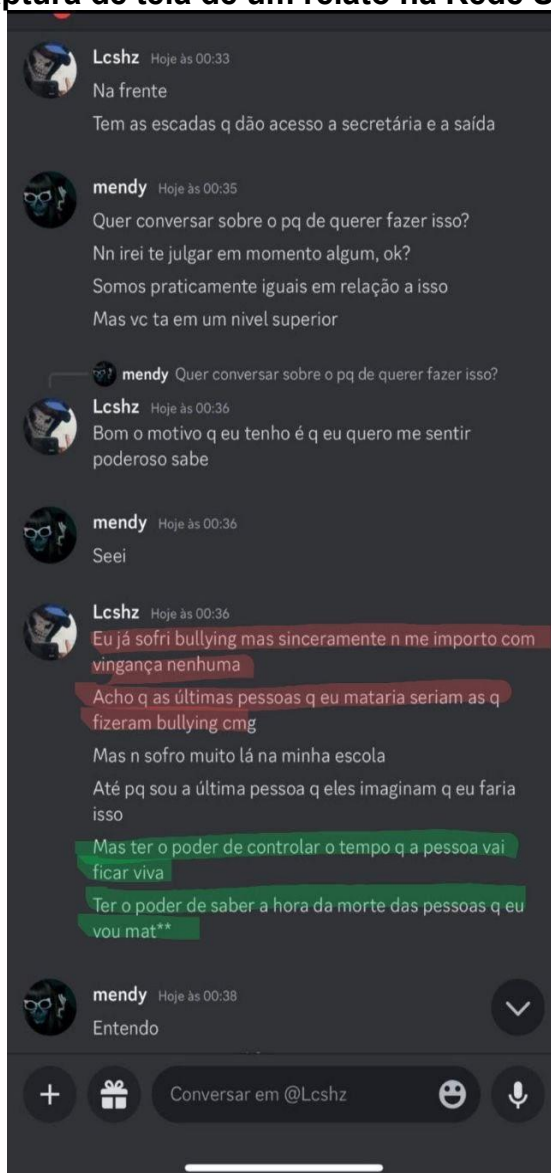 ptura de tela de um relato na Rede S
Lcshz Hoje às 00:33
Na frente
Tem as escadas q dão acesso a secretária e a saída
mendy Hoje às 00:35
Quer conversar sobre o pq de querer fazer isso?
Nn irei te julgar em momento algum, ok?
Somos praticamente iguais em relação a isso
Mas vc ta em um nivel superior
mendy Quer conversar sobre o pq de querer fazer isso?
Lcshz Hoje às 00:36
Bom o motivo q eu tenho é q eu quero me sentir
poderoso sabe
mendy Hoje às 00:36
Seei
Lcshz Hoje às 00:36
Eu já sofri bullying mas sinceramente n me importo com
vingança nenhuma
Acho q as últimas pessoas q eu mataria seriam as q
fizeram bullying cmg
Mas n sofro muito lá na minha escola
Até pq sou a última pessoa q eles imaginam q eu faria
isso
Mas ter o poder de controlar o tempo q a pessoa vai
ficar viva
Ter o poder de saber a hora da morte das pessoas q eu
vou mat**
mendy Hoje às 00:38
Entendo
Conversar em @Lcshz